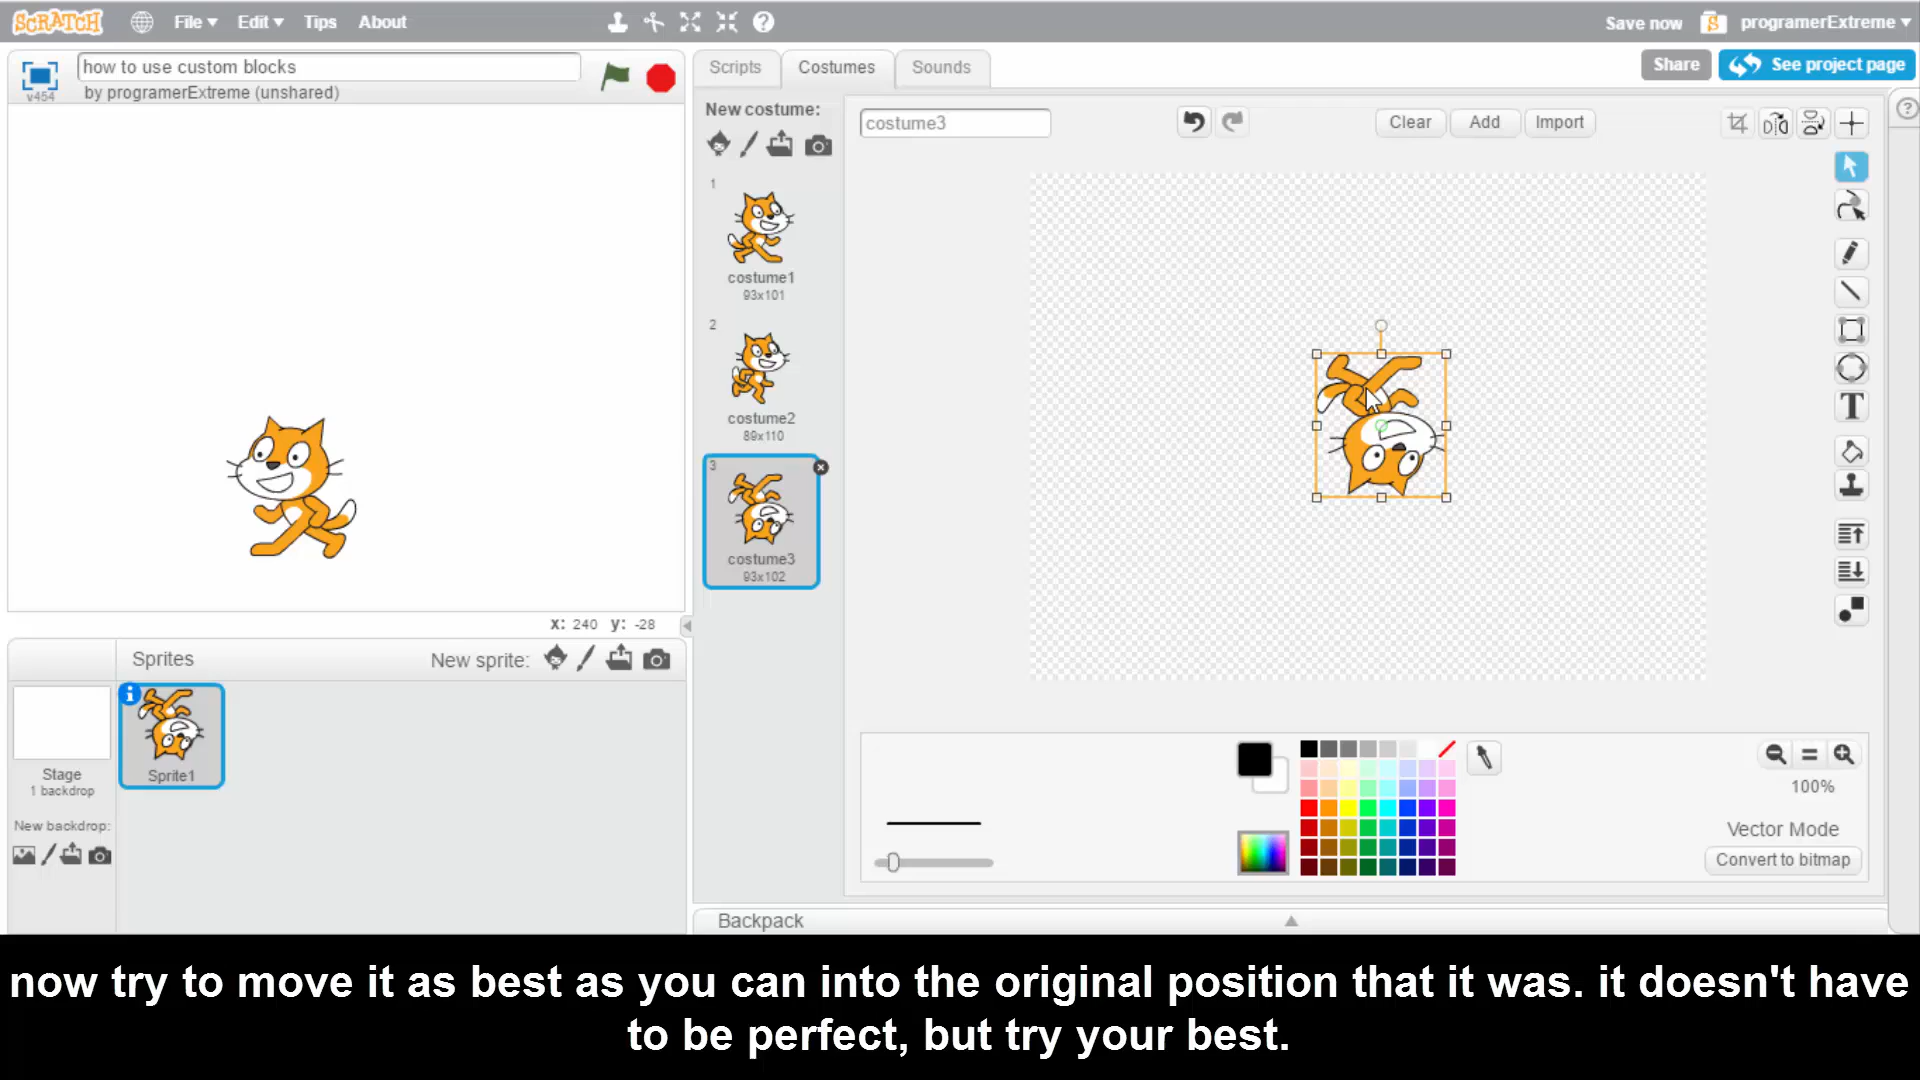 SCRATCH File Edit Tips About Save now programerExtreme
how to use custom blocks
by programerExtreme (unshared)
v454
Scripts Costumes Sounds Share See project page
New costume:
costume3 Clear Add Import
1
costume1
93x101
2
costume2
89x110
3
costume3
93x102
x: 240 y: -28
Sprites New sprite:
Stage
1 backdrop
Sprite1
New backdrop:
T
100%
Vector Mode
Convert to bitmap
Backpack
now try to move it as best as you can into the original position that it was. it doesn't have
to be perfect, but try your best.